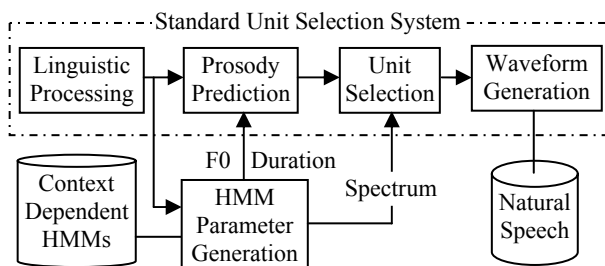 Standard Unit Selection System
Linguistic
Processing
Prosody
Prediction
Unit
Selection
Waveform
Generation
F0 Duration
Spectrum
Context
Dependent
HMMs
HMM
Parameter
Generation
Natural
Speech